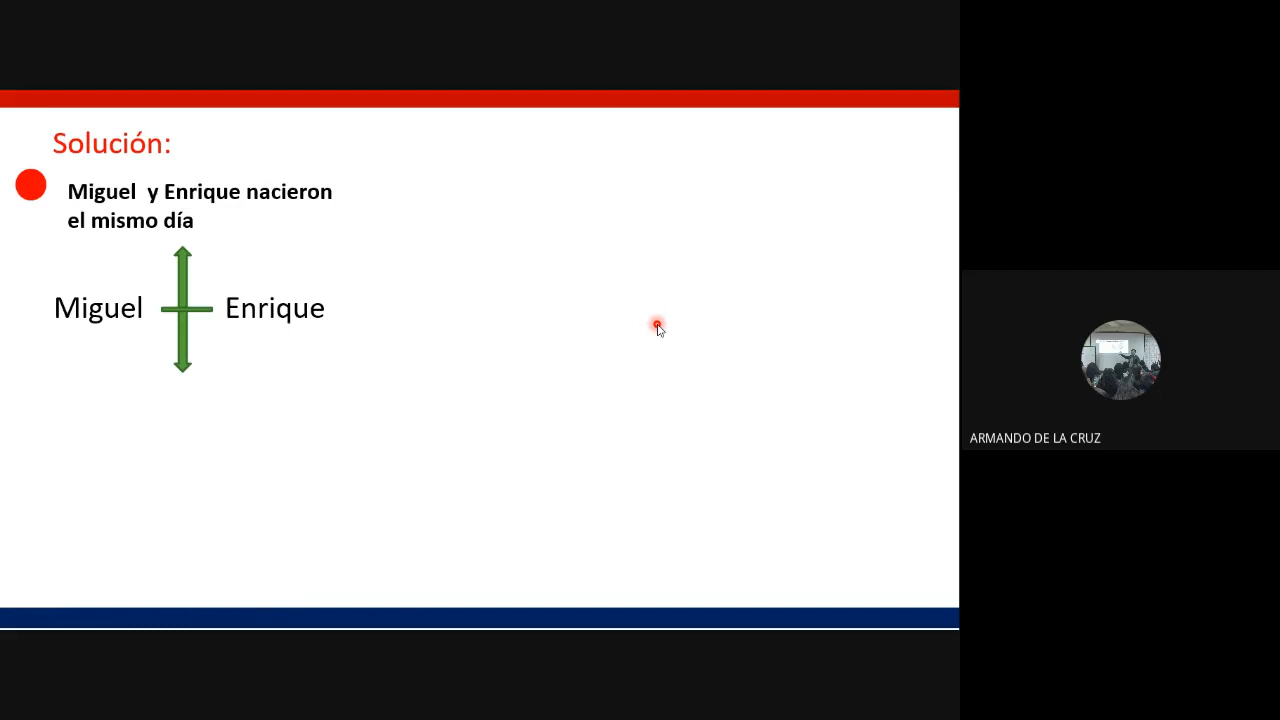 Solución:
Miguel y Enrique nacieron
el mismo día
Miguel Enrique
ARMANDO DE LA CRUZ